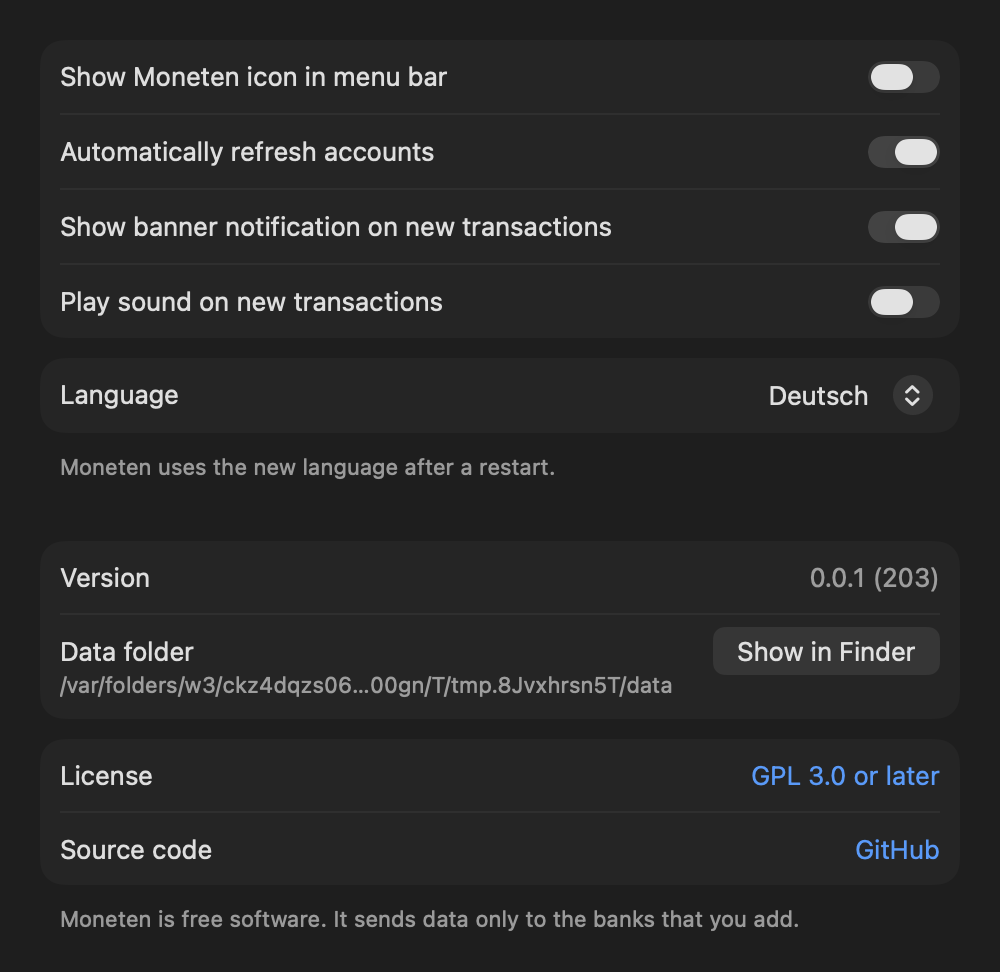 Show Moneten icon in menu bar
Automatically refresh accounts
Show banner notification on new transactions
Play sound on new transactions
Language Deutsch
Moneten uses the new language after a restart.
Version 0.0.1 (203)
Data folder Show in Finder
/var/folders/w3/ckz4dqzs06...00gn/T/tmp.8Jvxhrsn5T/data
License GPL 3.0 or later
Source code GitHub
Moneten is free software. It sends data only to the banks that you add.